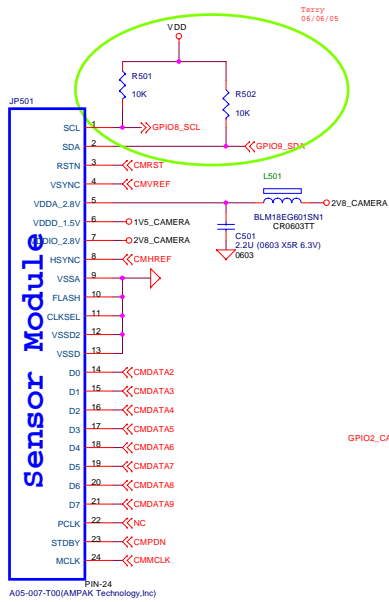 Terry
06/06/05
VDD
R501
10K
R502
10K
JP501
SCL 1 GPIO8_SCL
SDA 2 GPIO9_SDA
RSTN 3 CMRST
VSYNC 4 CMVREF
L501
VDDA_2.8V 5 2V8_CAMERA
BLM18EG601SN1
CR0603TT
VDDD_1.5V 6 1V5_CAMERA
VDDIO_2.8V 7 2V8_CAMERA
C501
2.2U (0603 X5R 6.3V)
0603
HSYNC 8 CMHREF
VSSA 9
FLASH 10
CLKSEL 11
VSSD2 12
VSSD 13
D0 14 CMDATA2
D1 15 CMDATA3
D2 16 CMDATA4
D3 17 CMDATA5
D4 18 CMDATA6
GPIO2_CA
D5 19 CMDATA7
D6 20 CMDATA8
D7 21 CMDATA9
PCLK 22 NC
STDBY 23 CMPDN
MCLK 24 CMMCLK
Sensor Module
PIN-24
A05-007-T00(AMPAK Technology,Inc)